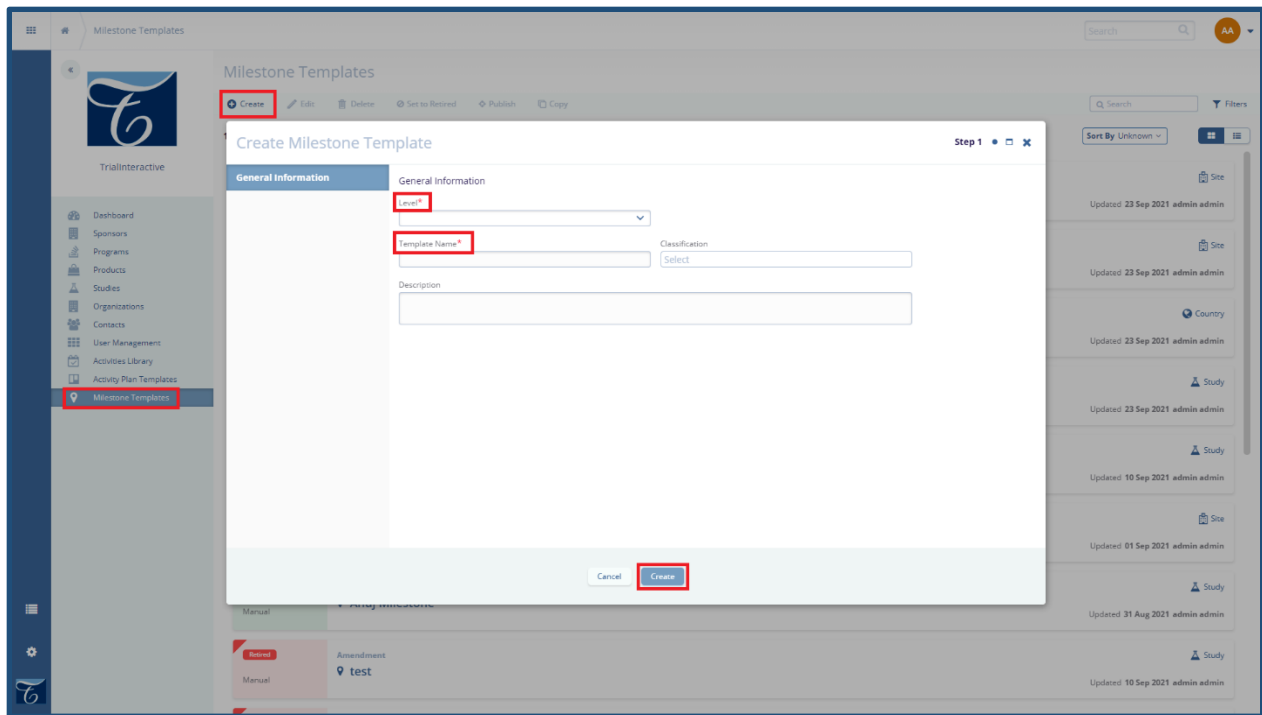 Milestone Templates
Search
AA
Trialinteractive
Dashboard
Sponsors
Programs
Products
Studies
Organizations
Contacts
User Management
Activities Library
Activity Plan Templates
Milestone Templates
Milestone Templates
Create Edit Delete Set to Retired Publish Copy
Search
Filters
Sort By Unknown
Create Milestone Template
Step 1
General Information
General Information
Level*
Template Name*
Classification
Select
Description
Cancel
Create
Site
Updated 23 Sep 2021 admin admin
Site
Updated 23 Sep 2021 admin admin
Country
Updated 23 Sep 2021 admin admin
Study
Updated 23 Sep 2021 admin admin
Study
Updated 10 Sep 2021 admin admin
Site
Updated 01 Sep 2021 admin admin
Study
Manual
Updated 31 Aug 2021 admin admin
Retired
Amendment
Study
test
Manual
Updated 10 Sep 2021 admin admin